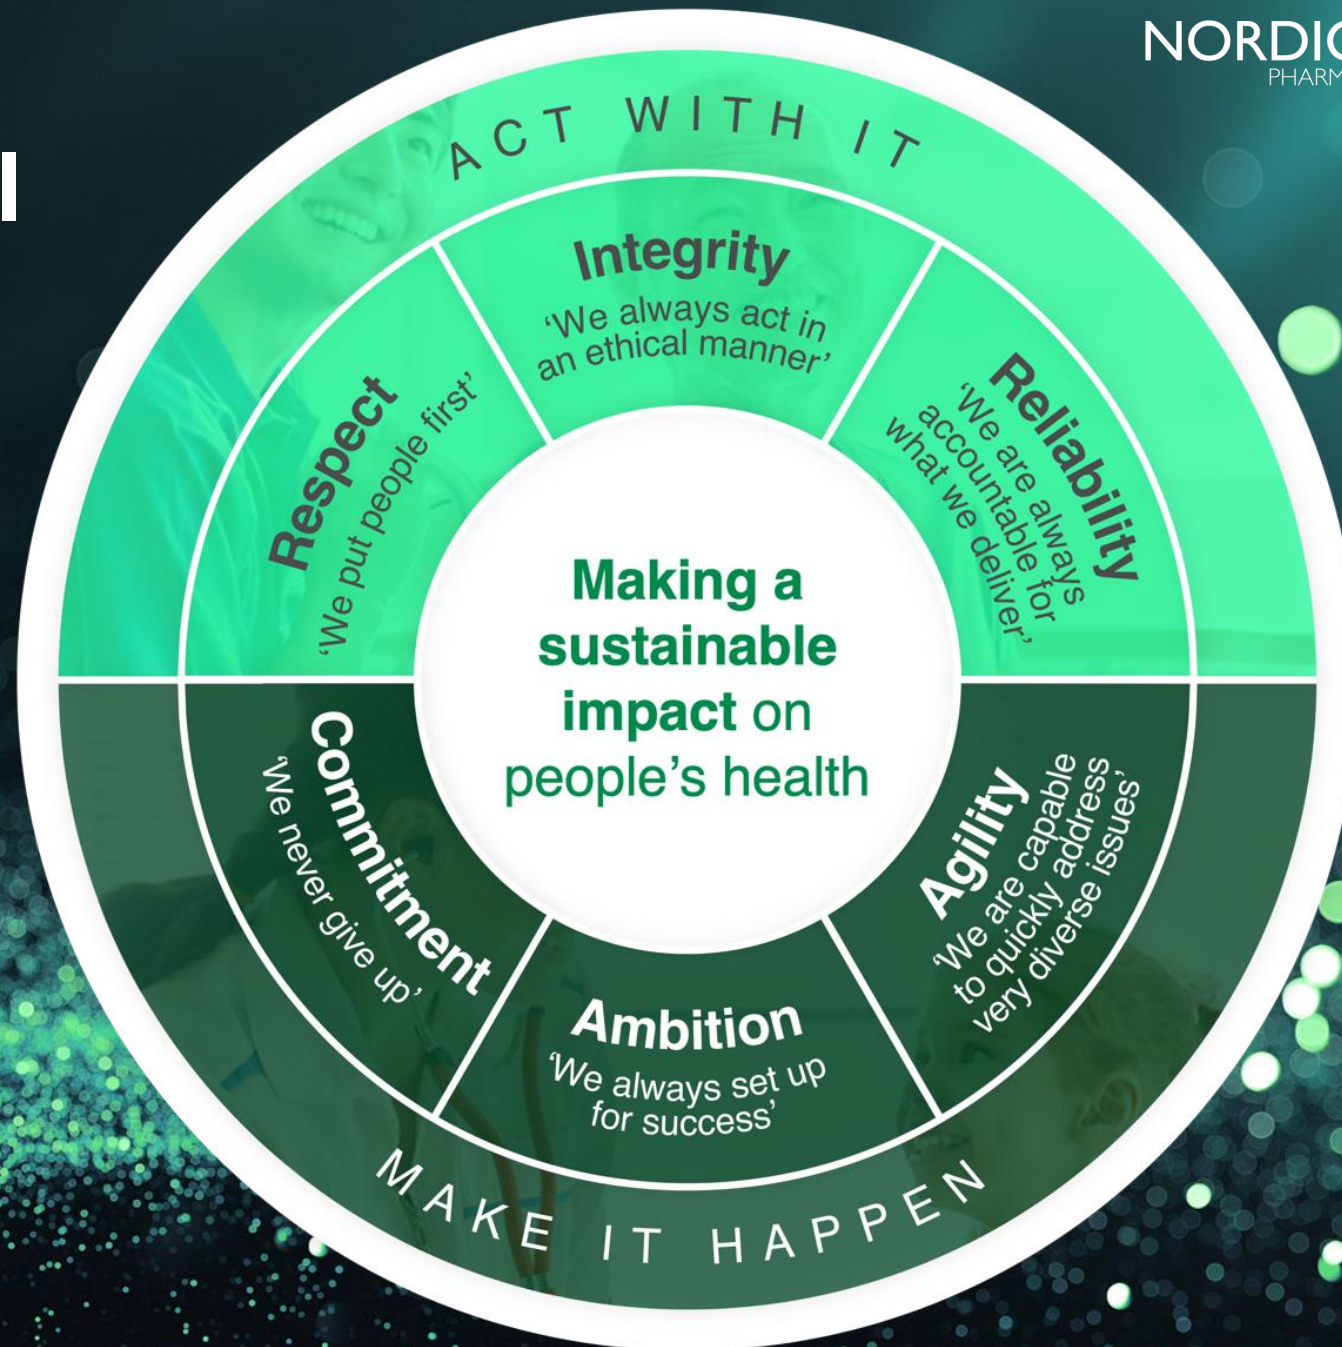 NORDIC
PHARM
ACT WITH IT
Integrity
‘We always act in
an ethical manner’
Respect
‘We put people first’
Reliability
‘We are always
accountable for
what we deliver’
Making a
sustainable
impact on
people’s health
Commitment
‘We never give up’
Agility
‘We are capable
to quickly address
very diverse issues’
Ambition
‘We always set up
for success’
MAKE IT HAPPEN